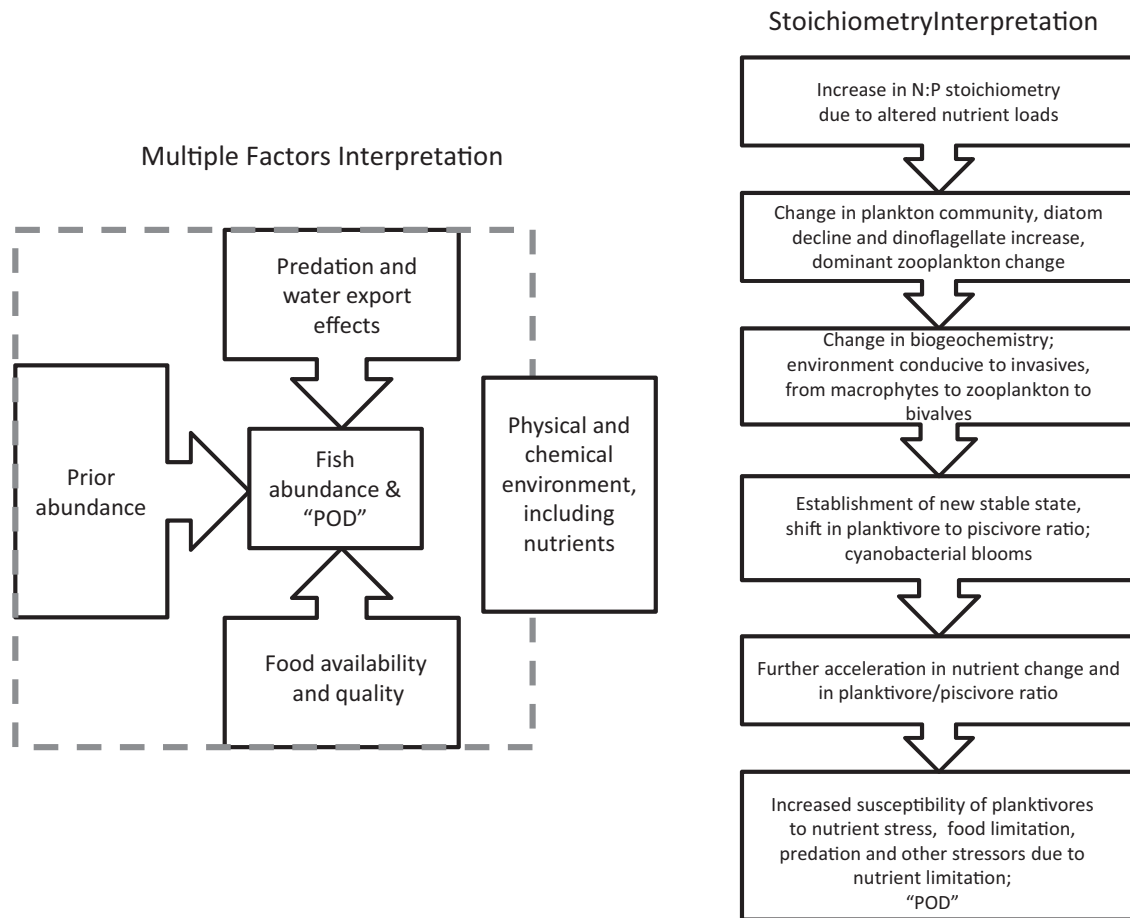 Multiple Factors Interpretation
Predation and
water export
effects
Prior
abundance
Fish
abundance &
“POD”
Physical and
chemical
environment,
including
nutrients
Food availability
and quality
StoichiometryInterpretation
Increase in N:P stoichiometry
due to altered nutrient loads
Change in plankton community, diatom
decline and dinoflagellate increase,
dominant zooplankton change
Change in biogeochemistry;
environment conducive to invasives,
from macrophytes to zooplankton to
bivalves
Establishment of new stable state,
shift in planktivore to piscivore ratio;
cyanobacterial blooms
Further acceleration in nutrient change and
in planktivore/piscivore ratio
Increased susceptibility of planktivores
to nutrient stress, food limitation,
predation and other stressors due to
nutrient limitation;
“POD”